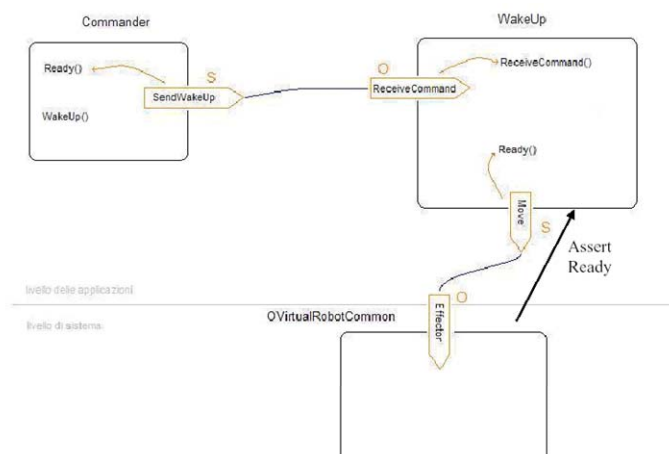 Commander
WakeUp
Ready()
S
SendWakeUp
WakeUp()
O
ReceiveCommand
ReceiveCommand()
Ready()
Move
S
Assert
Ready
livello delle applicazioni
livello di sistema
OVirtualRobotCommon
O
Effector